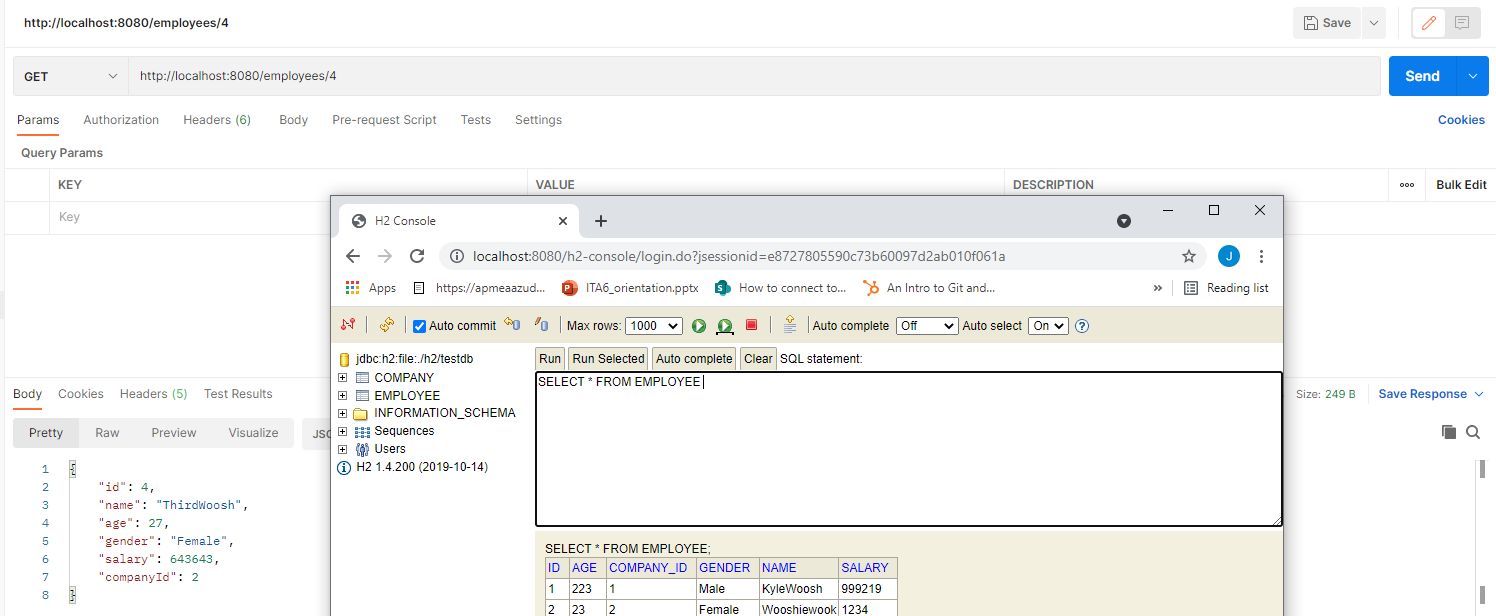 http://localhost:8080/employees/4
Save
GET
http://localhost:8080/employees/4
Send
Params Authorization Headers (6) Body Pre-request Script Tests Settings
Cookies
Query Params
KEY VALUE DESCRIPTION
Bulk Edit
Key
H2 Console
localhost:8080/h2-console/login.do?jsessionid=e8727805590c73b60097d2ab010f061a
J
Apps https://apmeaazud... ITA6_orientation.pptx How to connect to... An Intro to Git and... » Reading list
Auto commit Max rows: 1000 Auto complete Off Auto select On
jdbc:h2:file:./h2/testdb
COMPANY
EMPLOYEE
INFORMATION_SCHEMA
Sequences
Users
H2 1.4.200 (2019-10-14)
Run Run Selected Auto complete Clear SQL statement:
SELECT * FROM EMPLOYEE
SELECT * FROM EMPLOYEE;
ID AGE COMPANY_ID GENDER NAME SALARY
1 223 1 Male KyleWoosh 999219
2 23 2 Female Wooshiewook 1234
Body Cookies Headers (5) Test Results
Size: 249 B Save Response
Pretty Raw Preview Visualize
1 {
2 "id": 4,
3 "name": "ThirdWoosh",
4 "age": 27,
5 "gender": "Female",
6 "salary": 643643,
7 "companyId": 2
8 }